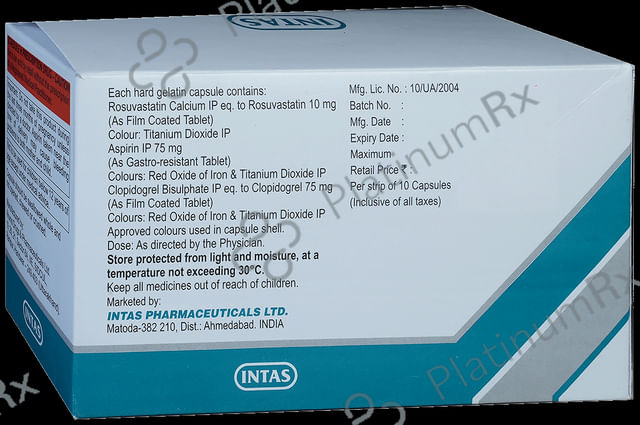 INTAS
Each hard gelatin capsule contains:
Rosuvastatin Calcium IP eq. to Rosuvastatin 10 mg
(As Film Coated Tablet)
Colour: Titanium Dioxide IP
Aspirin IP 75 mg
(As Gastro-resistant Tablet)
Colours: Red Oxide of Iron & Titanium Dioxide IP
Clopidogrel Bisulphate IP eq. to Clopidogrel 75 mg
(As Film Coated Tablet)
Colours: Red Oxide of Iron & Titanium Dioxide IP
Approved colours used in capsule shell.
Dose: As directed by the Physician.
Store protected from light and moisture, at a
temperature not exceeding 30°C.
Keep all medicines out of reach of children.
Marketed by:
INTAS PHARMACEUTICALS LTD.
Matoda-382 210, Dist.: Ahmedabad. INDIA
Mfg. Lic. No. : 10/UA/2004
Batch No. :
Mfg. Date :
Expiry Date :
Maximum
Retail Price ₹ :
Per strip of 10 Capsules
(Inclusive of all taxes)
INTAS
INTAS
PlatinumRx
PlatinumRx
Rx